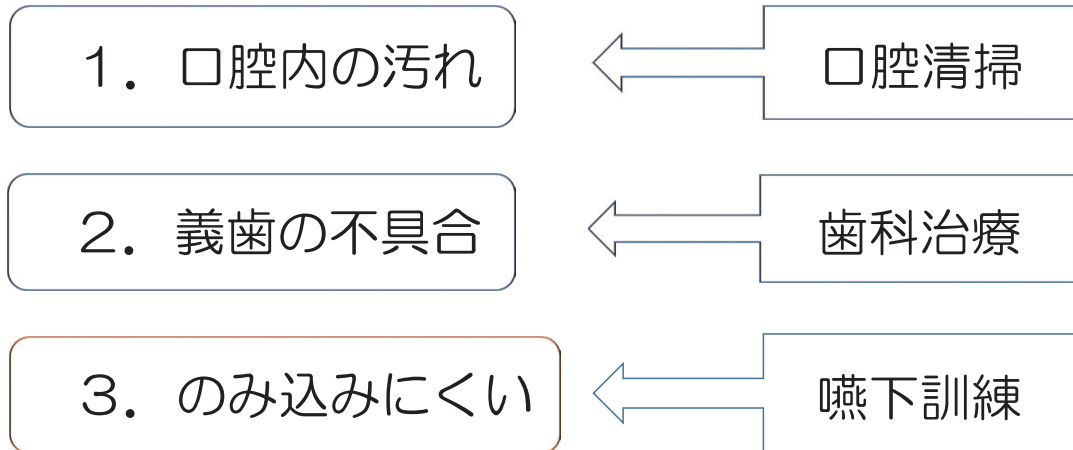 １．口腔内の汚れ
口腔清掃
２．義歯の不具合
歯科治療
３．のみ込みにくい
嚥下訓練